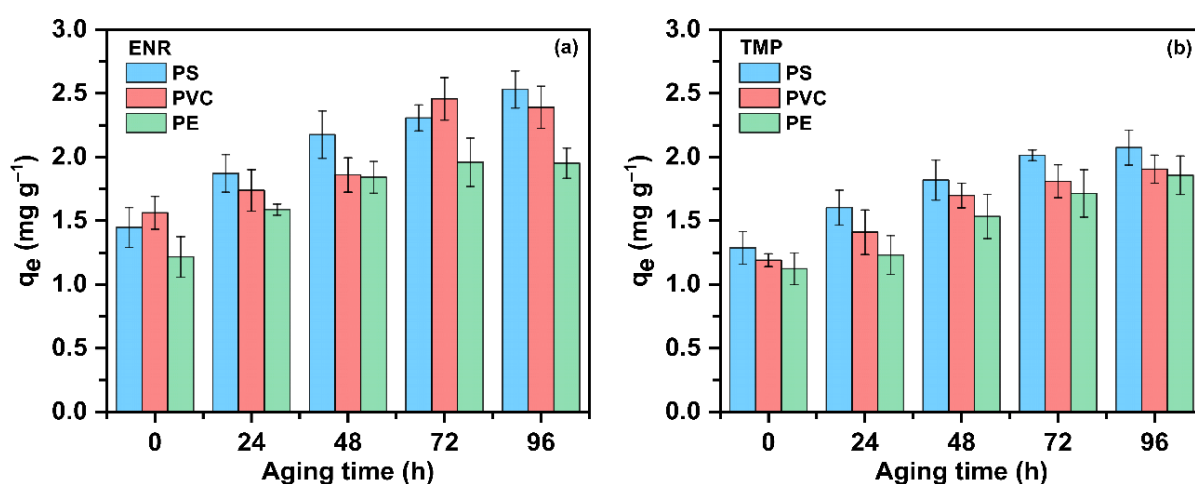 ENR
(a)
PS
PVC
PE
3.0
2.5
2.0
1.5
1.0
0.5
0.0
qe (mg g⁻¹)
0 24 48 72 96
Aging time (h)
TMP
(b)
PS
PVC
PE
3.0
2.5
2.0
1.5
1.0
0.5
0.0
qe (mg g⁻¹)
0 24 48 72 96
Aging time (h)